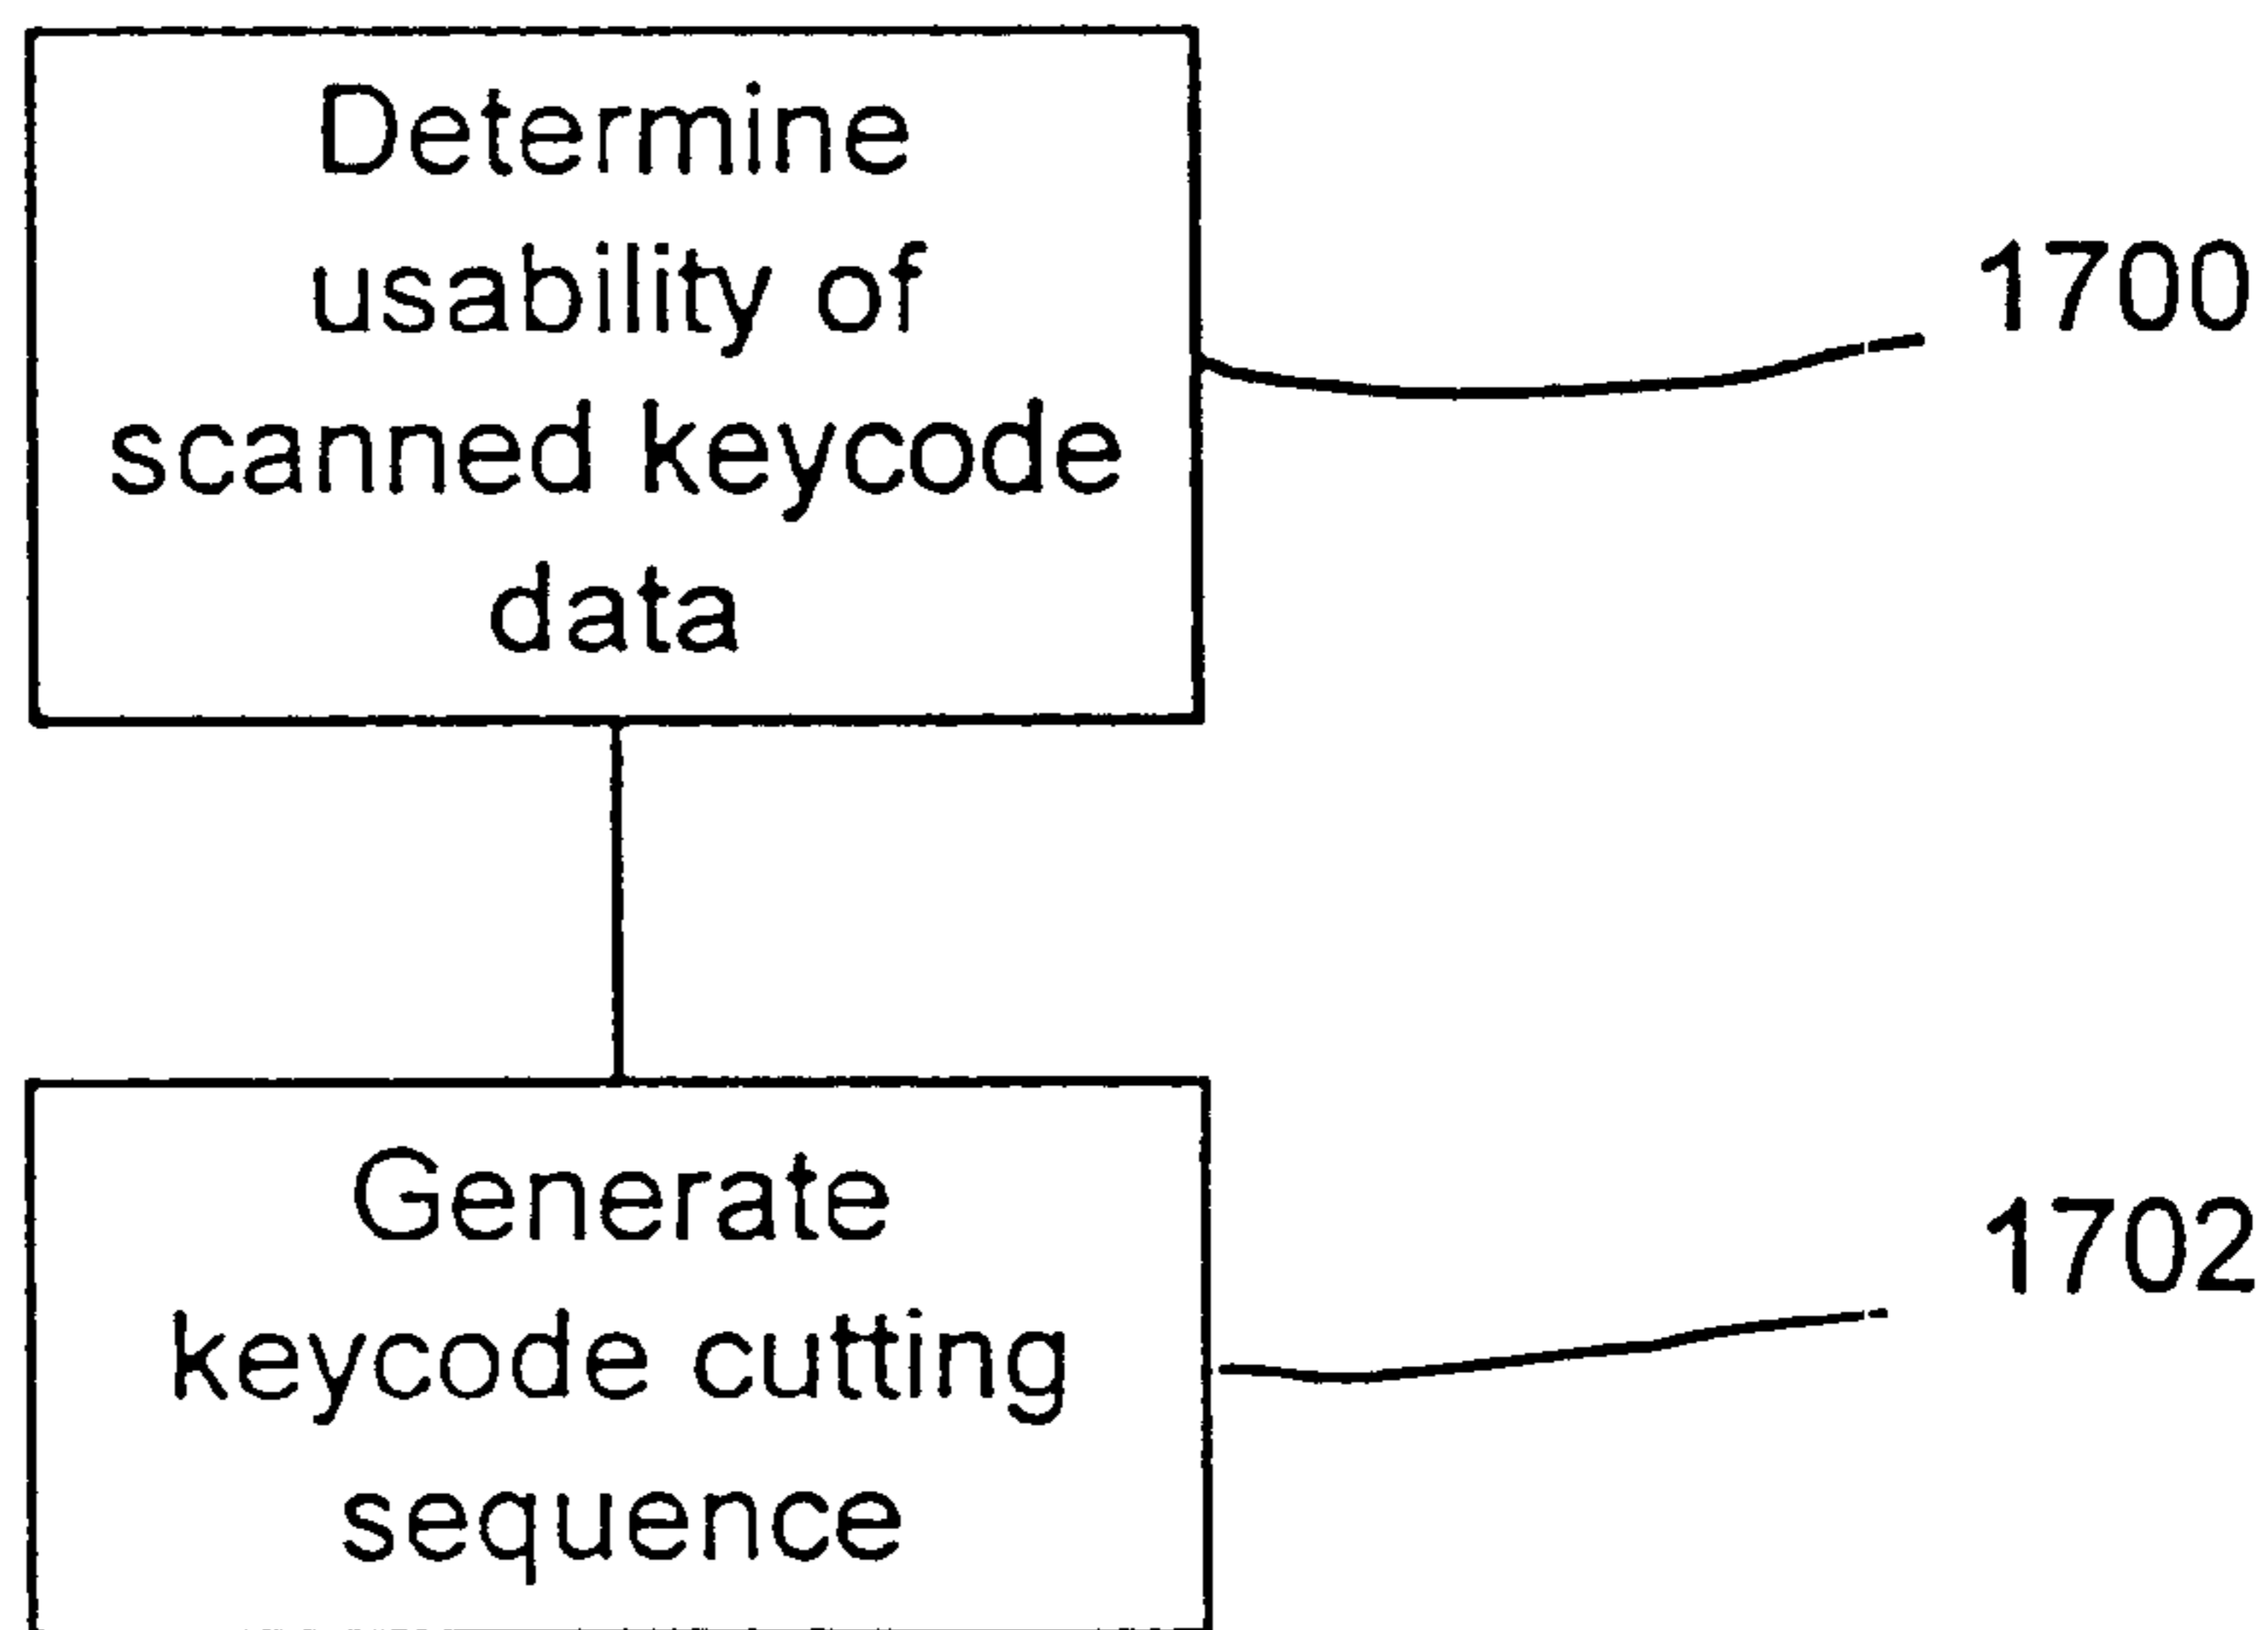 Determine
usability of
scanned keycode
data
1700
Generate
keycode cutting
sequence
1702